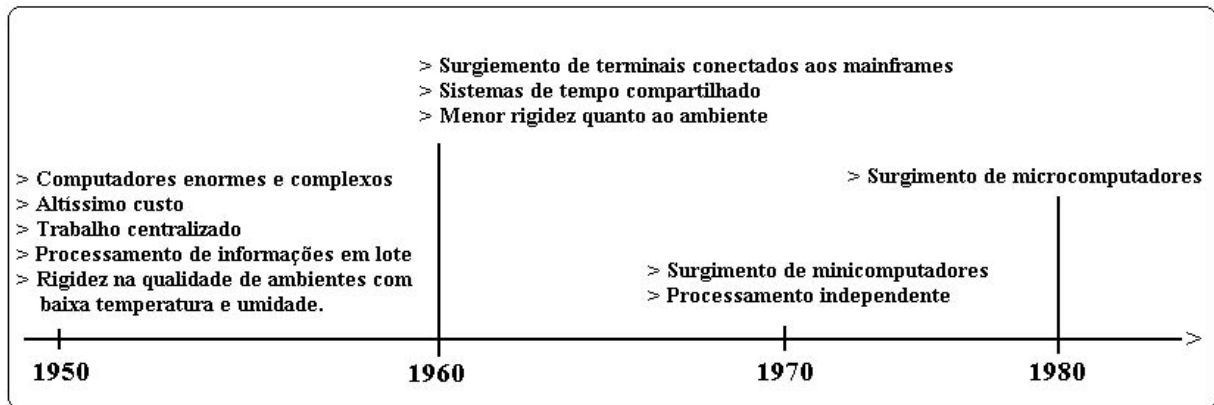 > Surgiemento de terminais conectados aos mainframes
> Sistemas de tempo compartilhado
> Menor rigidez quanto ao ambiente
> Computadores enormes e complexos
> Altíssimo custo
> Trabalho centralizado
> Processamento de informações em lote
> Rigidez na qualidade de ambientes com
baixa temperatura e umidade.
> Surgimento de microcomputadores
> Surgimento de minicomputadores
> Processamento independente
1950
1960
1970
1980